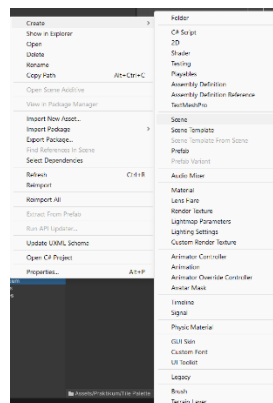 Create
Show in Explorer
Open
Delete
Rename
Copy Path Alt+Ctrl+C
Open Scene Additive
View in Package Manager
Import New Asset...
Import Package
Export Package...
Find References In Scene
Select Dependencies
Refresh Ctrl+R
Reimport
Reimport All
Extract From Prefab
Run API Updater...
Update UXML Schema
Open C# Project
Properties... Alt+P
Folder
C# Script
2D
Shader
Testing
Playables
Assembly Definition
Assembly Definition Reference
TextMeshPro
Scene
Scene Template
Scene Template From Scene
Prefab
Prefab Variant
Audio Mixer
Material
Lens Flare
Render Texture
Lightmap Parameters
Lighting Settings
Custom Render Texture
Animator Controller
Animation
Animator Override Controller
Avatar Mask
Timeline
Signal
Physic Material
GUI Skin
Custom Font
UI Toolkit
Legacy
Brush
Terrain Layer
Assets/Praktikum/Tile Palette